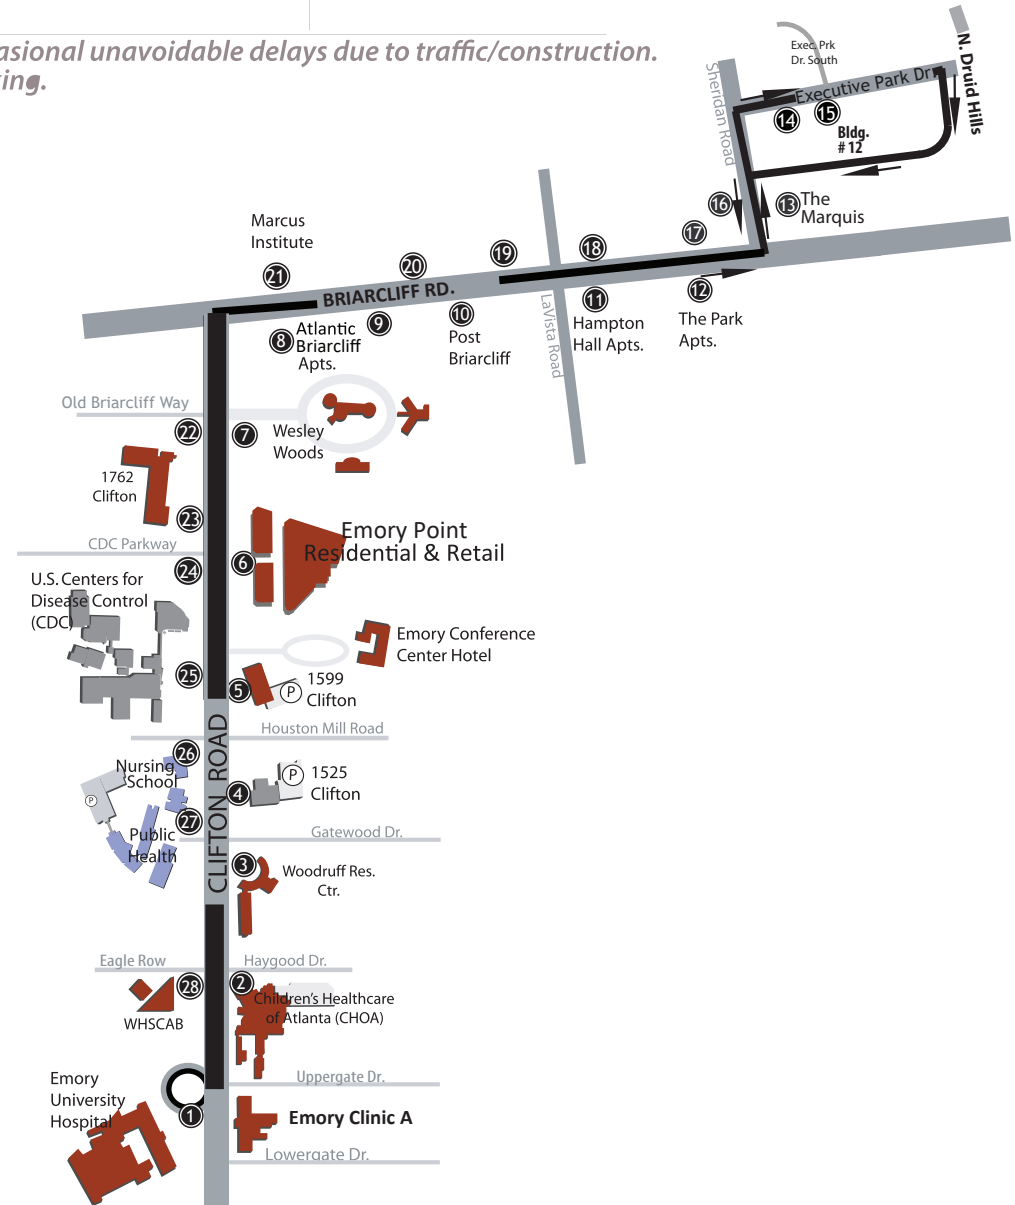 asional unavoidable delays due to traffic/construction.
ing.
Exec. Prk
Dr. South
N. Druid Hills
Sheridan Road
Executive Park Dr.
14
15
Bldg.
# 12
16
13
The
Marquis
Marcus
Institute
21
20
19
18
17
12
BRIARCLIFF RD.
11
Hampton
Hall Apts.
The Park
Apts.
LaVista Road
10
Post
Briarcliff
9
8
Atlantic
Briarcliff
Apts.
Old Briarcliff Way
22
7
Wesley
Woods
1762
Clifton
23
Emory Point
Residential & Retail
CDC Parkway
24
6
U.S. Centers for
Disease Control
(CDC)
Emory Conference
Center Hotel
25
5
P
1599
Clifton
Houston Mill Road
CLIFTON ROAD
26
Nursing
School
P
4
P
1525
Clifton
27
Public
Health
Gatewood Dr.
3
Woodruff Res.
Ctr.
Eagle Row
Haygood Dr.
28
2
Children's Healthcare
of Atlanta (CHOA)
WHSCAB
Uppergate Dr.
Emory
University
Hospital
1
Emory Clinic A
Lowergate Dr.